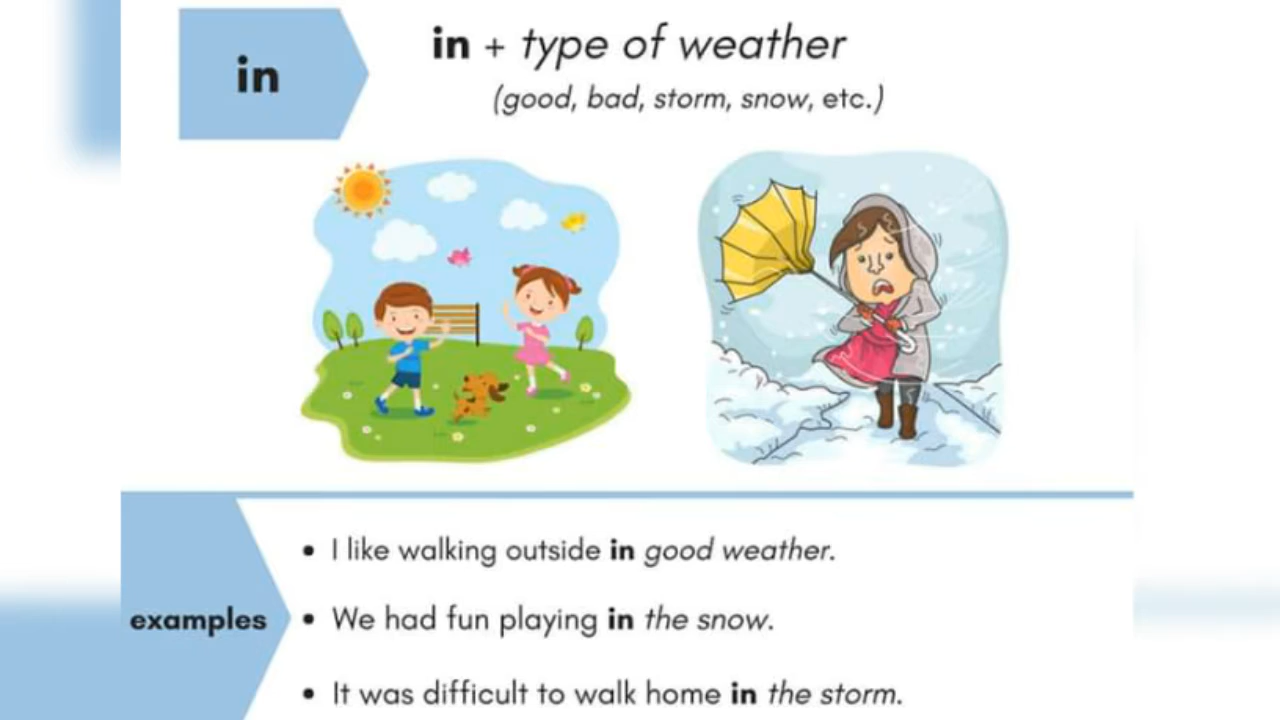 in
in + type of weather
(good, bad, storm, snow, etc.)
examples
• I like walking outside in good weather.
• We had fun playing in the snow.
• It was difficult to walk home in the storm.